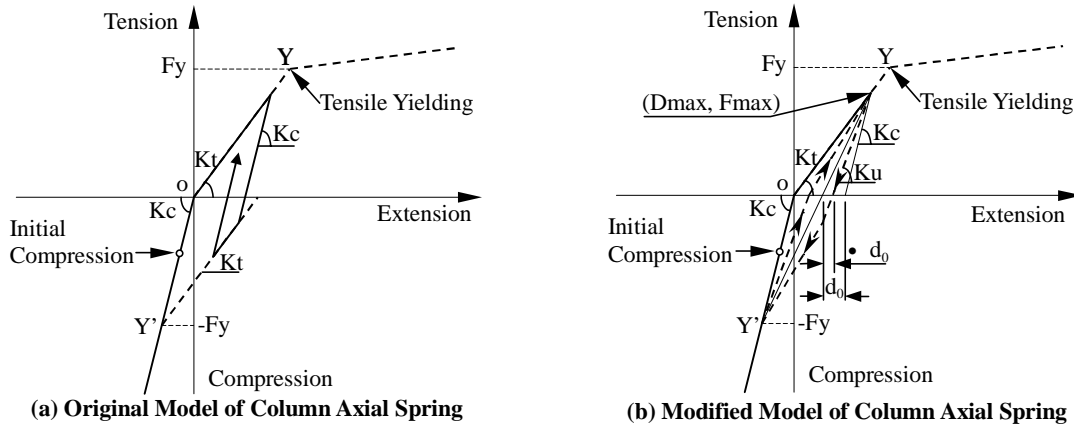 Tension
Fy
Y
Tensile Yielding
Kc
Kt
o
Kc
Extension
Initial
Compression
Kt
Y'
-Fy
Compression
(a) Original Model of Column Axial Spring
Tension
Fy
Y
Tensile Yielding
(Dmax, Fmax)
Kc
Kt
Ku
o
Kc
Extension
Initial
Compression
d0
d0
Y'
-Fy
Compression
(b) Modified Model of Column Axial Spring